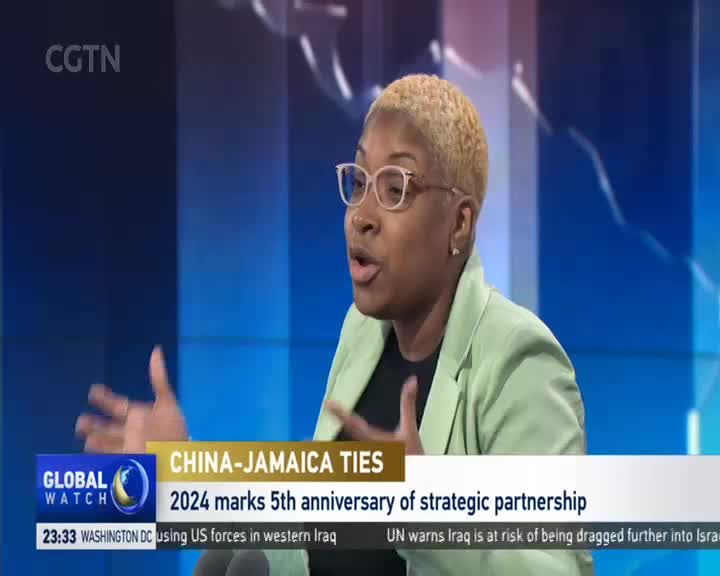 CGTN
CHINA-JAMAICA TIES
GLOBAL
WATCH
2024 marks 5th anniversary of strategic partnership
23:33 WASHINGTON DC using US forces in western Iraq UN warns Iraq is at risk of being dragged further into Isra